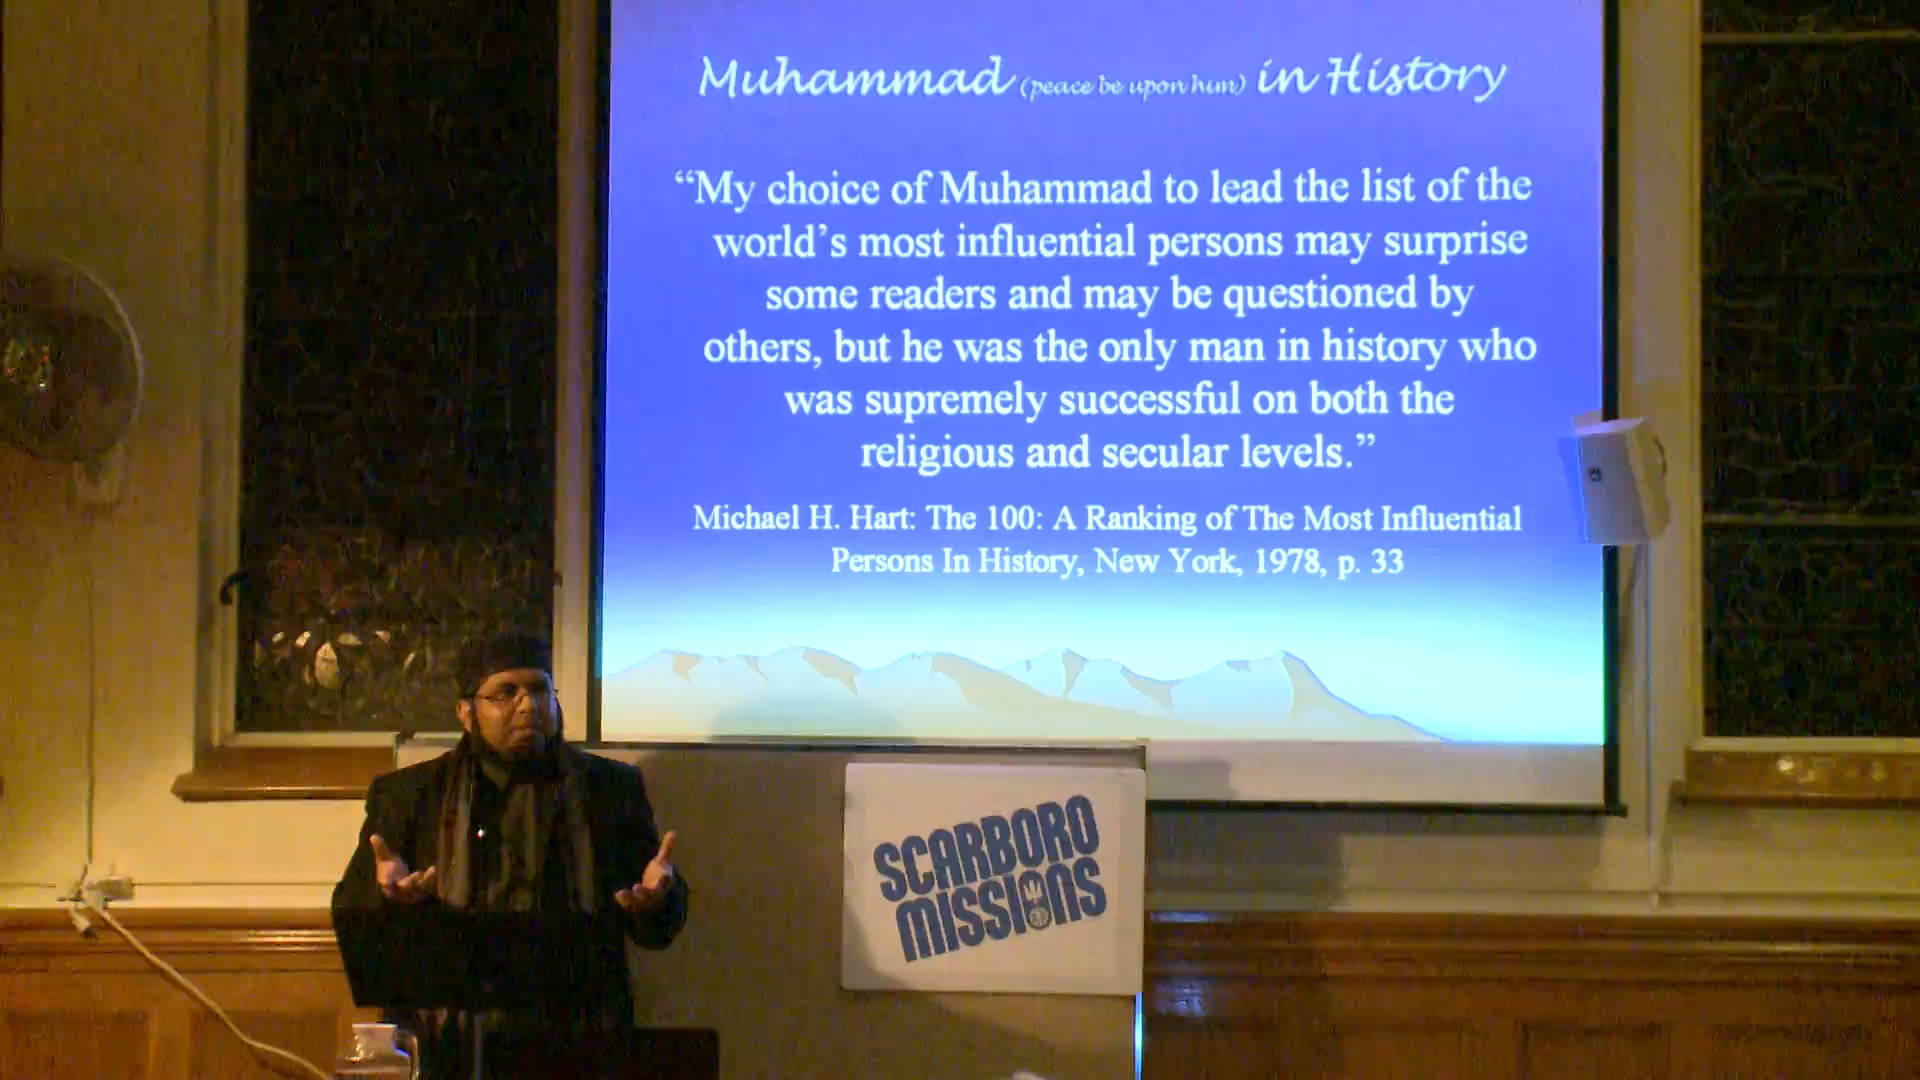 Muhammad (peace be upon him) in History
“My choice of Muhammad to lead the list of the
world’s most influential persons may surprise
some readers and may be questioned by
others, but he was the only man in history who
was supremely successful on both the
religious and secular levels.”
Michael H. Hart: The 100: A Ranking of The Most Influential
Persons In History, New York, 1978, p. 33
SCARBORO
MISSIONS